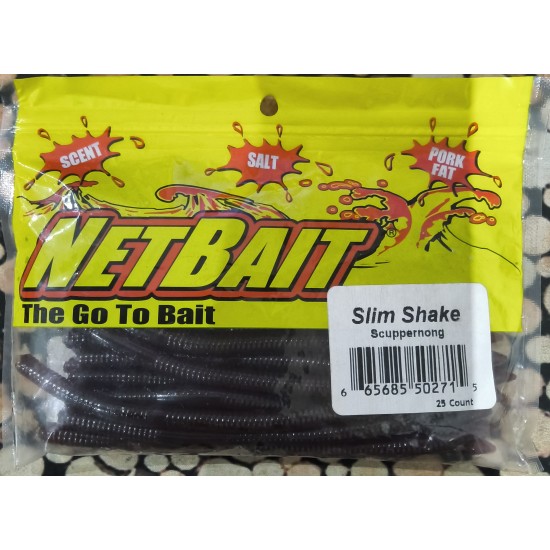 SCENT
SALT
PORK
FAT
NETBAIT
®
The Go To Bait
Slim Shake
Scuppernong
6 65685 50271 5
25 Count